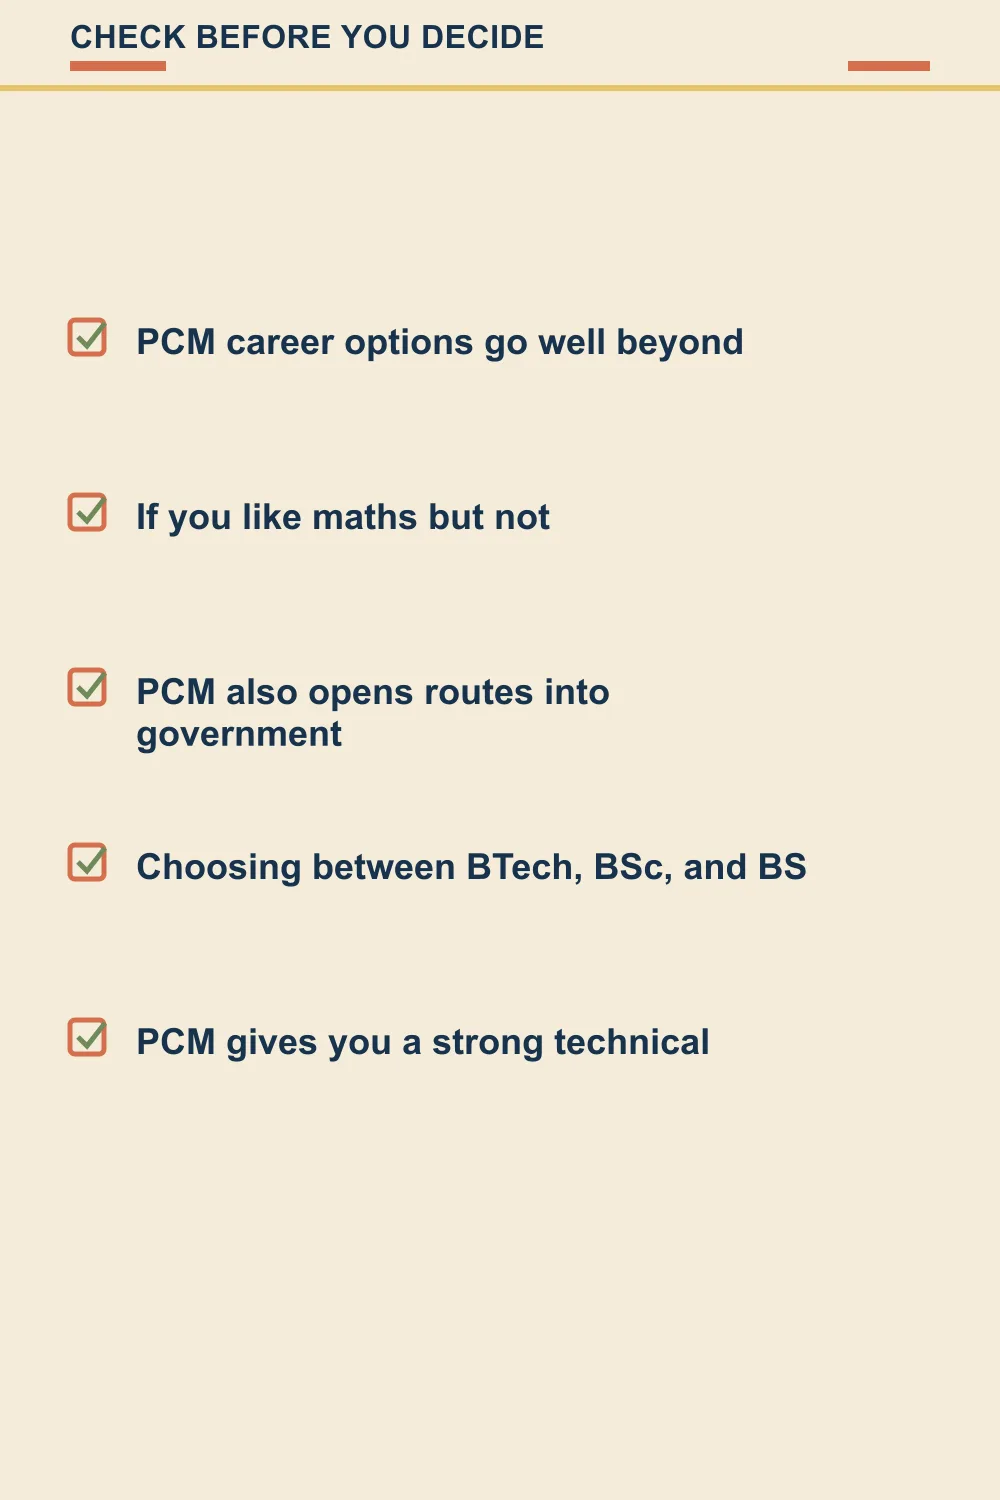 CHECK BEFORE YOU DECIDE
PCM career options go well beyond
If you like maths but not
PCM also opens routes into
government
Choosing between BTech, BSc, and BS
PCM gives you a strong technical